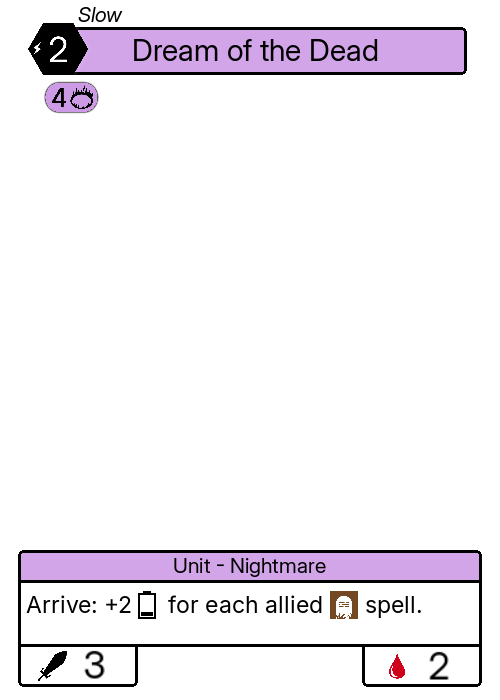 Slow
2 Dream of the Dead
4
Unit - Nightmare
Arrive: +2 for each allied spell.
3 2